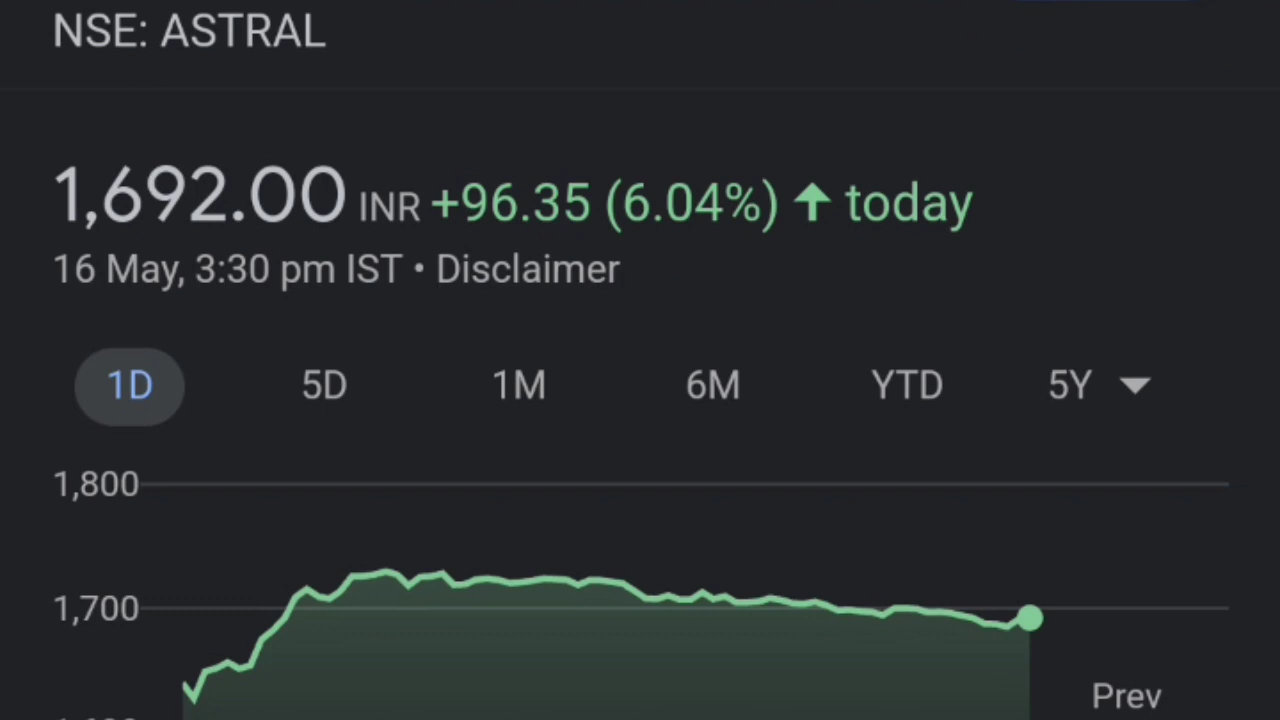 NSE: ASTRAL
1,692.00 INR +96.35 (6.04%) ↑ today
16 May, 3:30 pm IST • Disclaimer
1D 5D 1M 6M YTD 5Y
1,800
1,700
Prev